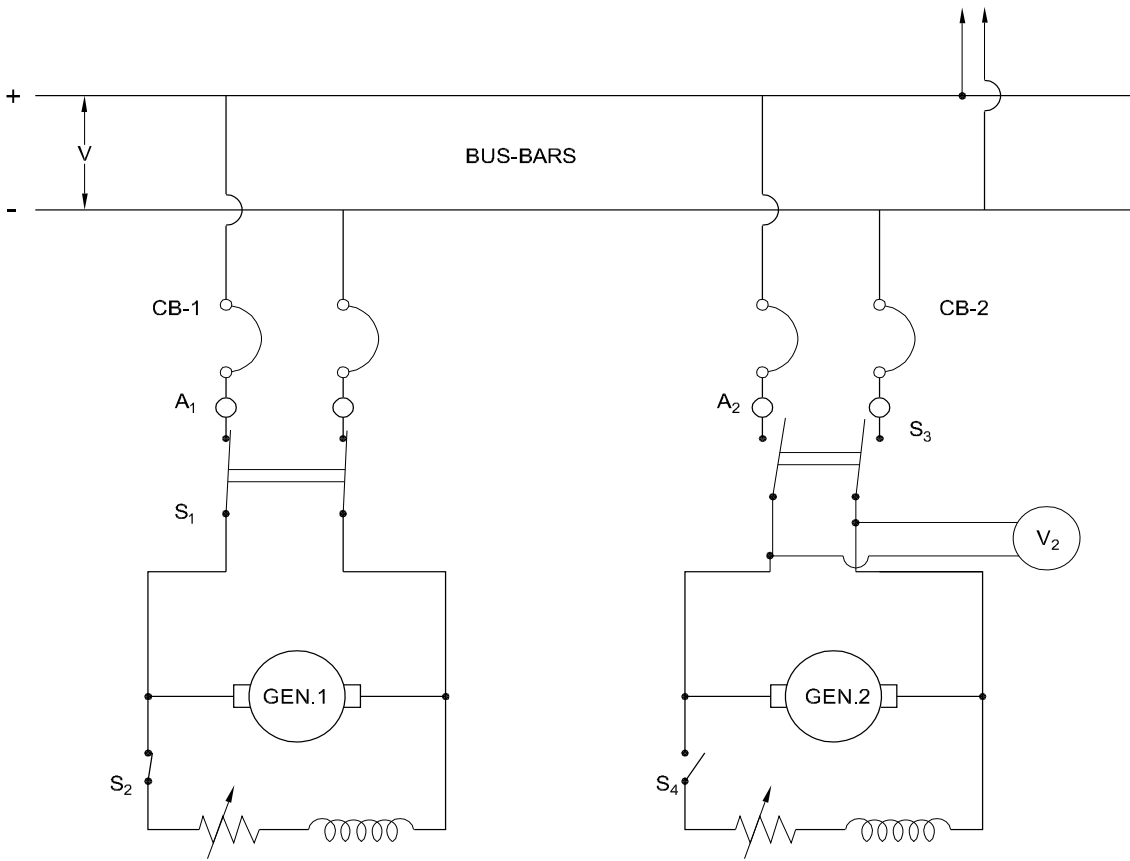 +
V
BUS-BARS
-
CB-1
CB-2
A₁
A₂
S₃
S₁
V₂
GEN.1
GEN.2
S₂
S₄